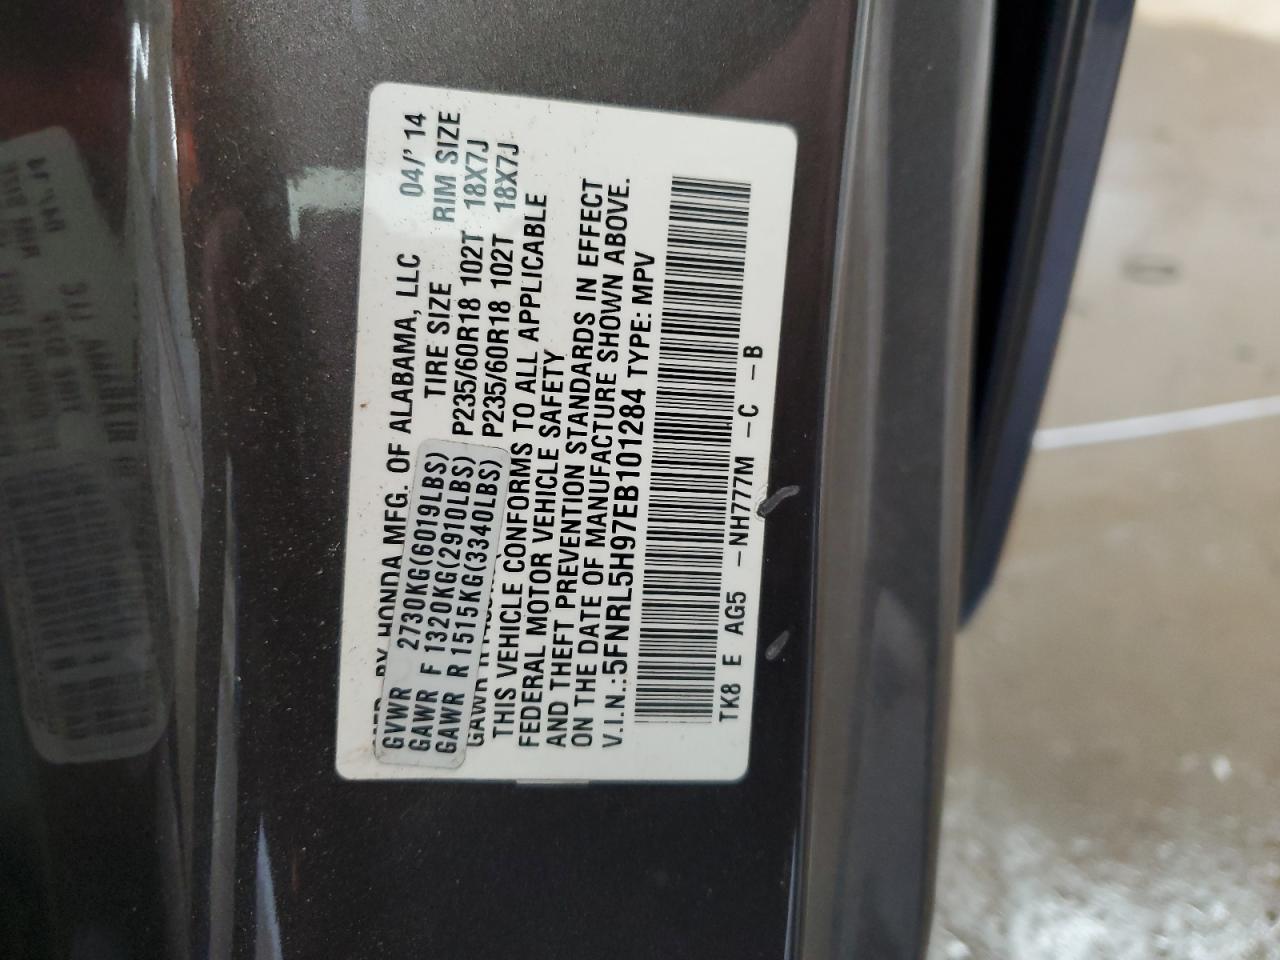 MFD. BY HONDA MFG. OF ALABAMA, LLC 04/'14
TIRE SIZE RIM SIZE
GVWR 2730KG(6019LBS)
GAWR F 1320KG(2910LBS) P235/60R18 102T 18X7J
GAWR R 1515KG(3340LBS) P235/60R18 102T 18X7J
GAWR R
THIS VEHICLE CONFORMS TO ALL APPLICABLE
FEDERAL MOTOR VEHICLE SAFETY
AND THEFT PREVENTION STANDARDS IN EFFECT
ON THE DATE OF MANUFACTURE SHOWN ABOVE.
V.I.N.:5FNRL5H97EB101284 TYPE: MPV
TK8 E AG5 -NH777M -C -B